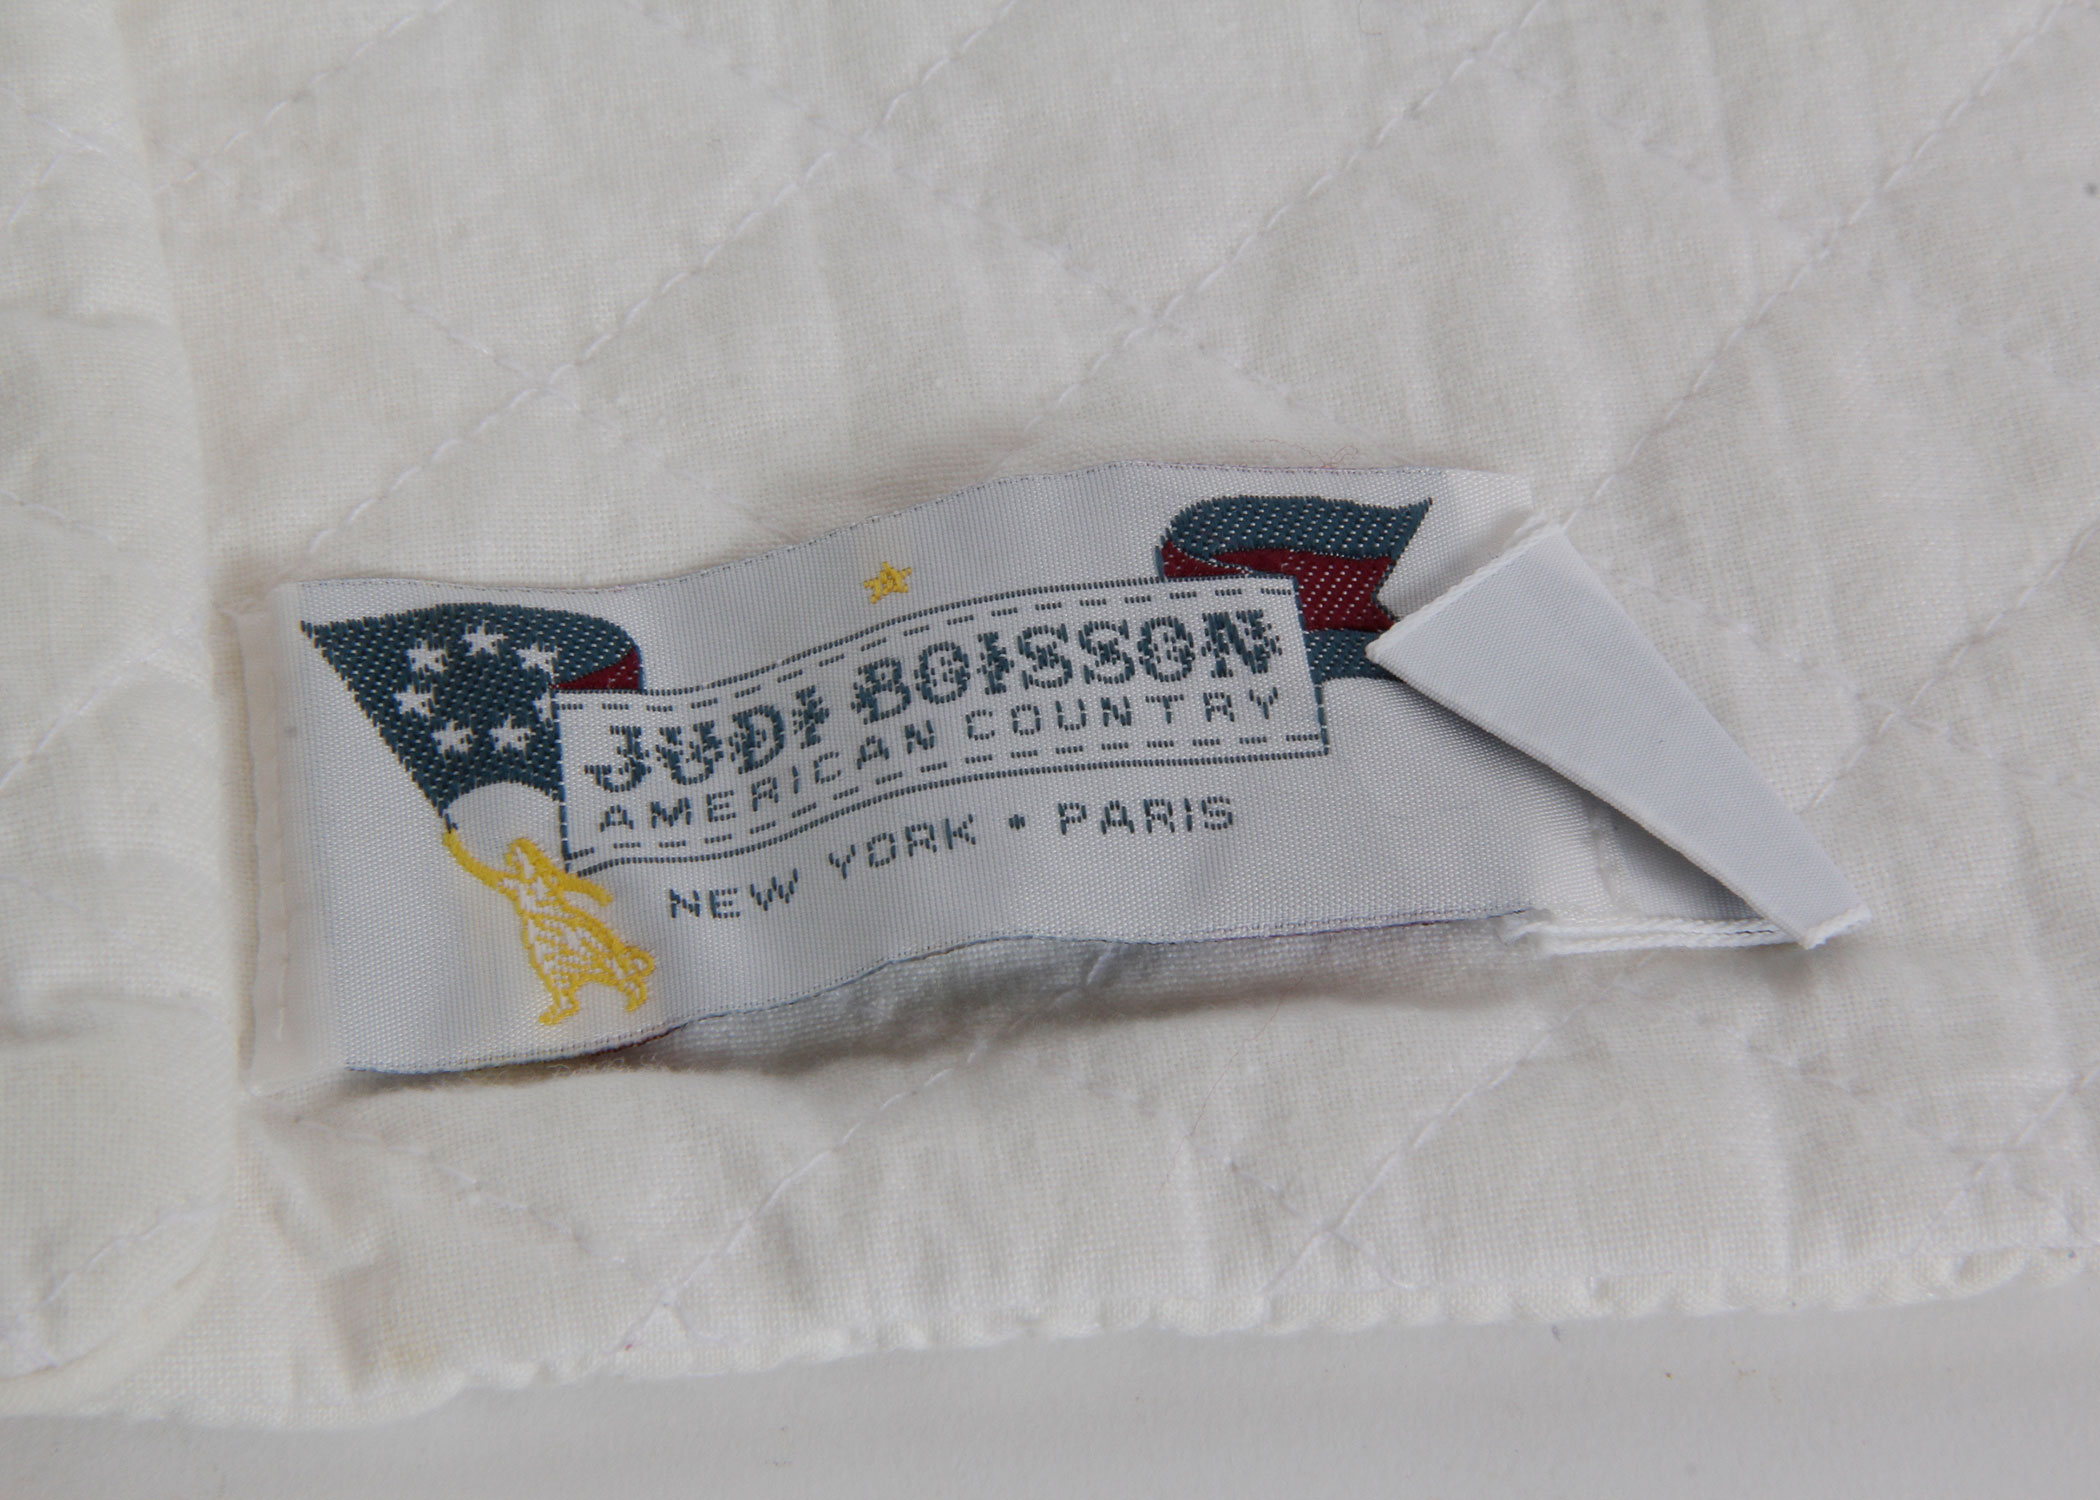 JUDI BOISSON
AMERICAN COUNTRY
NEW YORK • PARIS